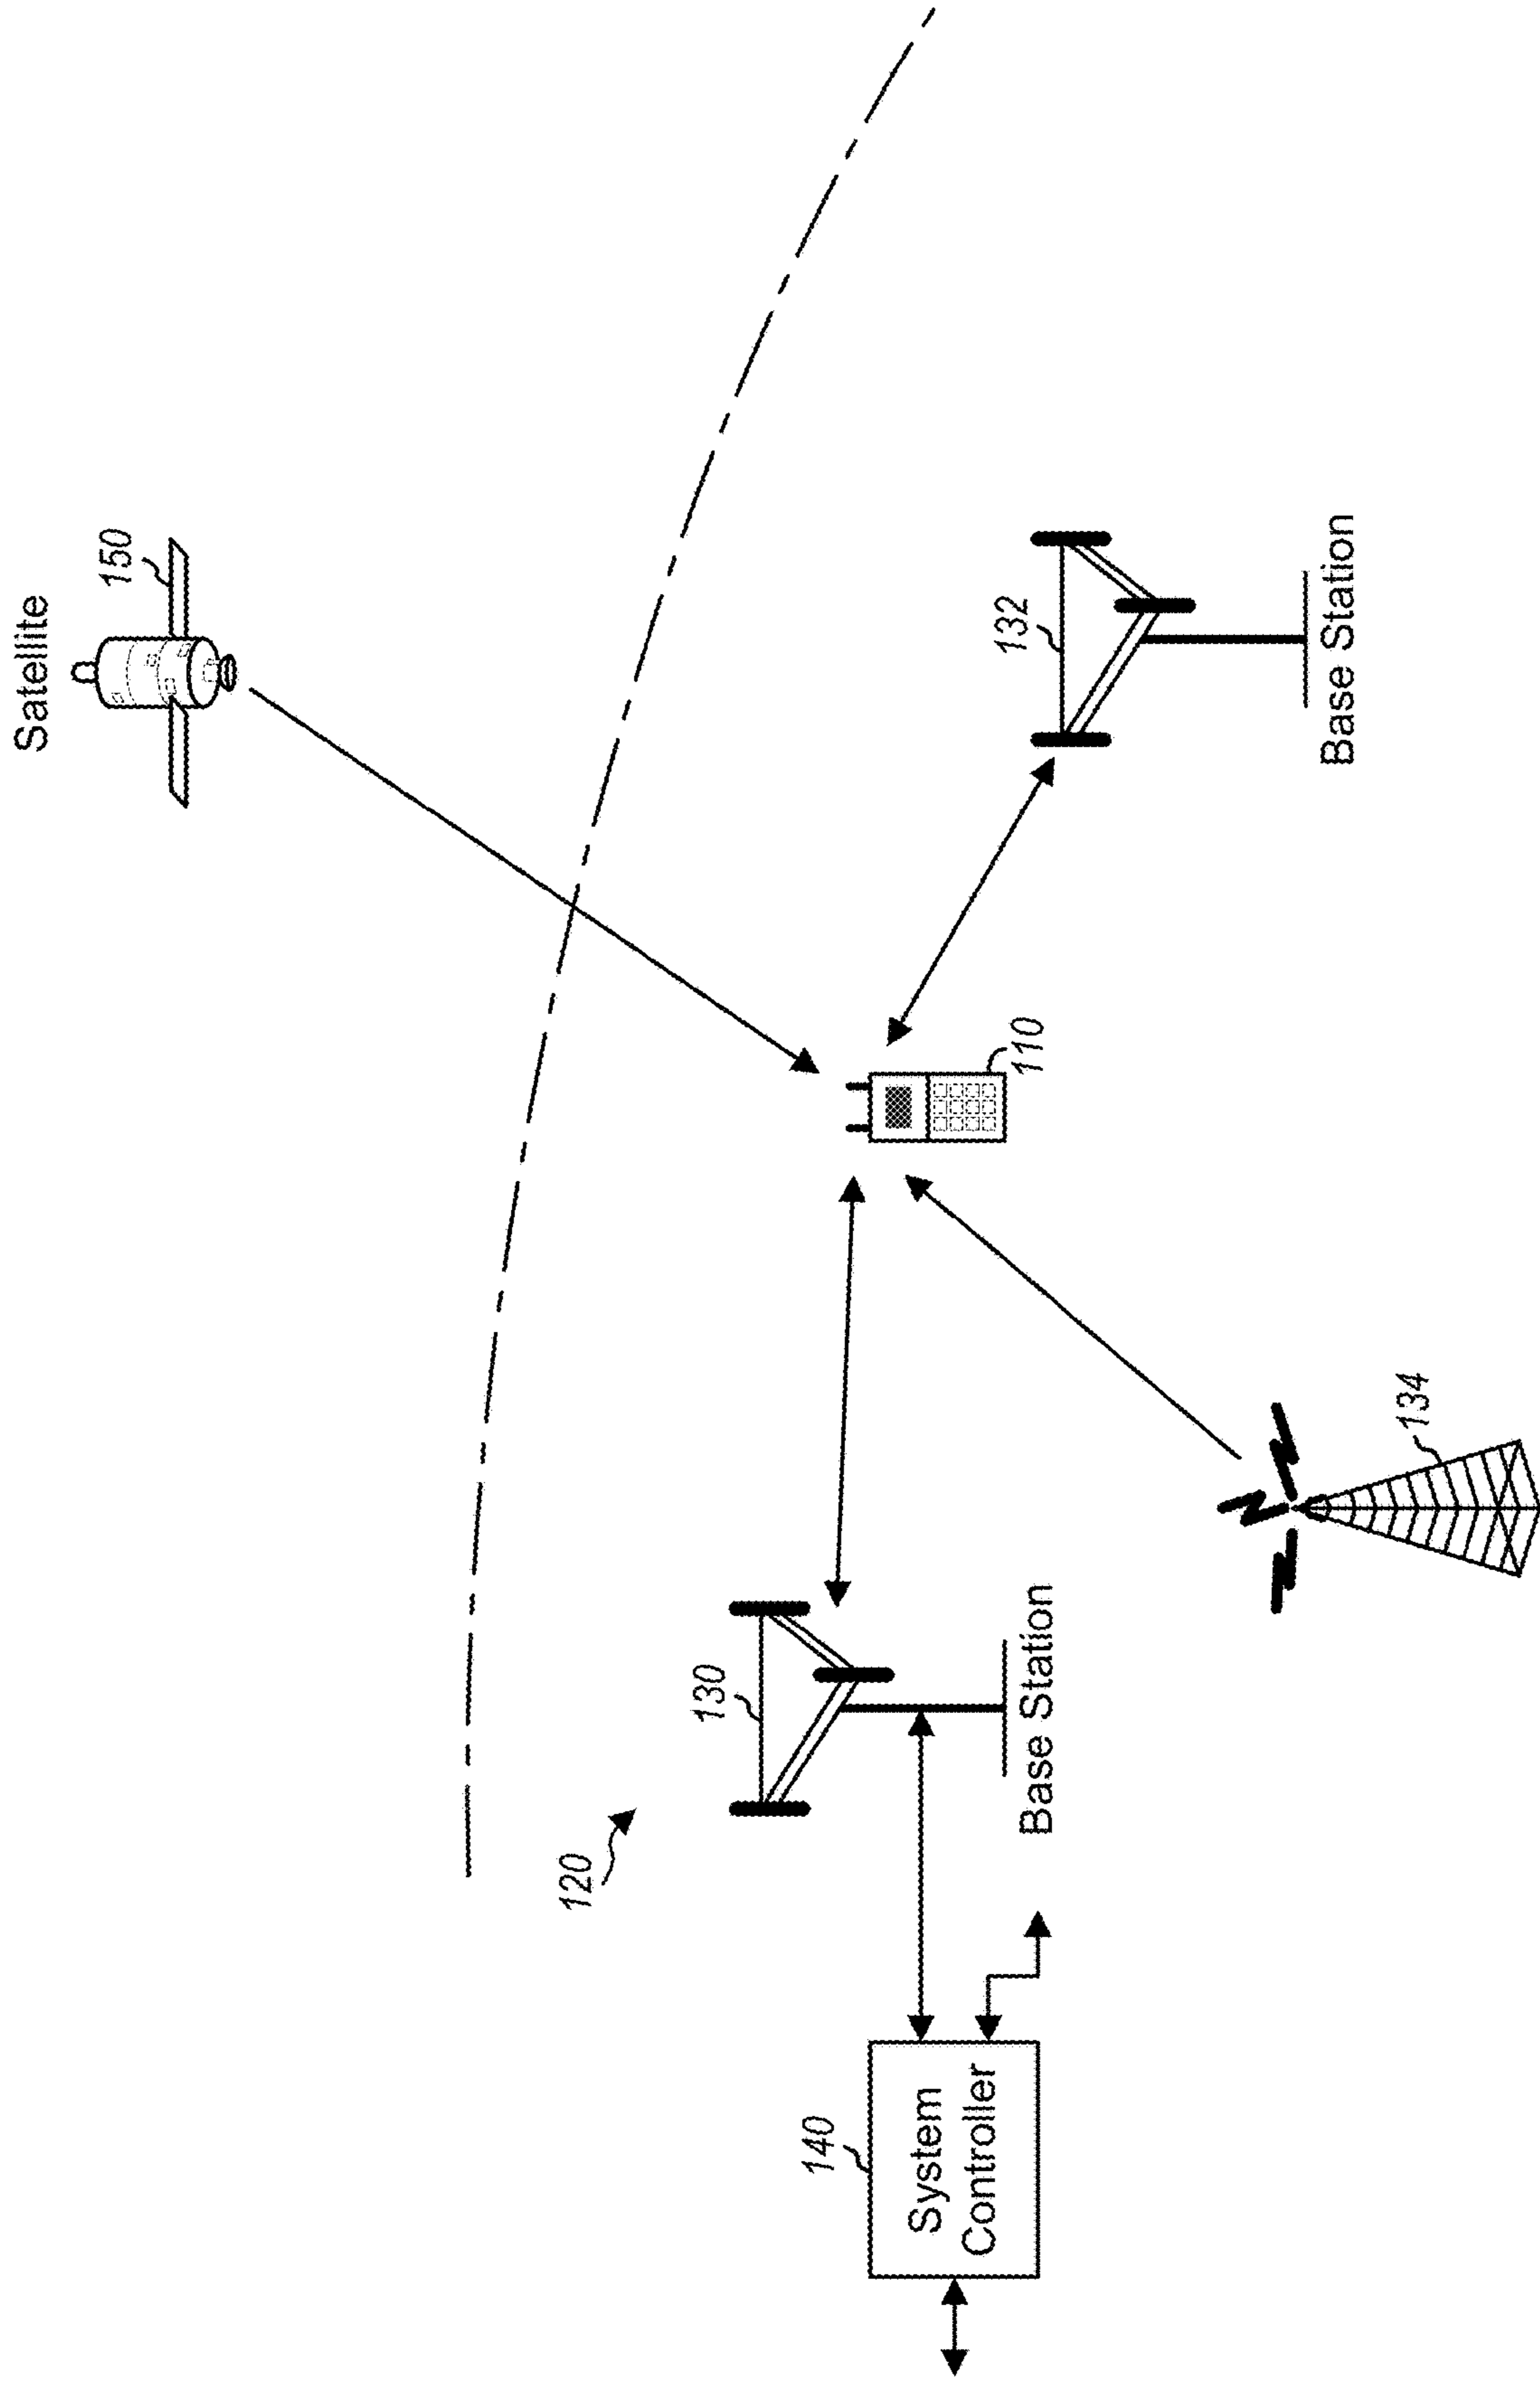 Satellite
150
120
130
132
140
System
Controller
110
Base Station
Base Station
134